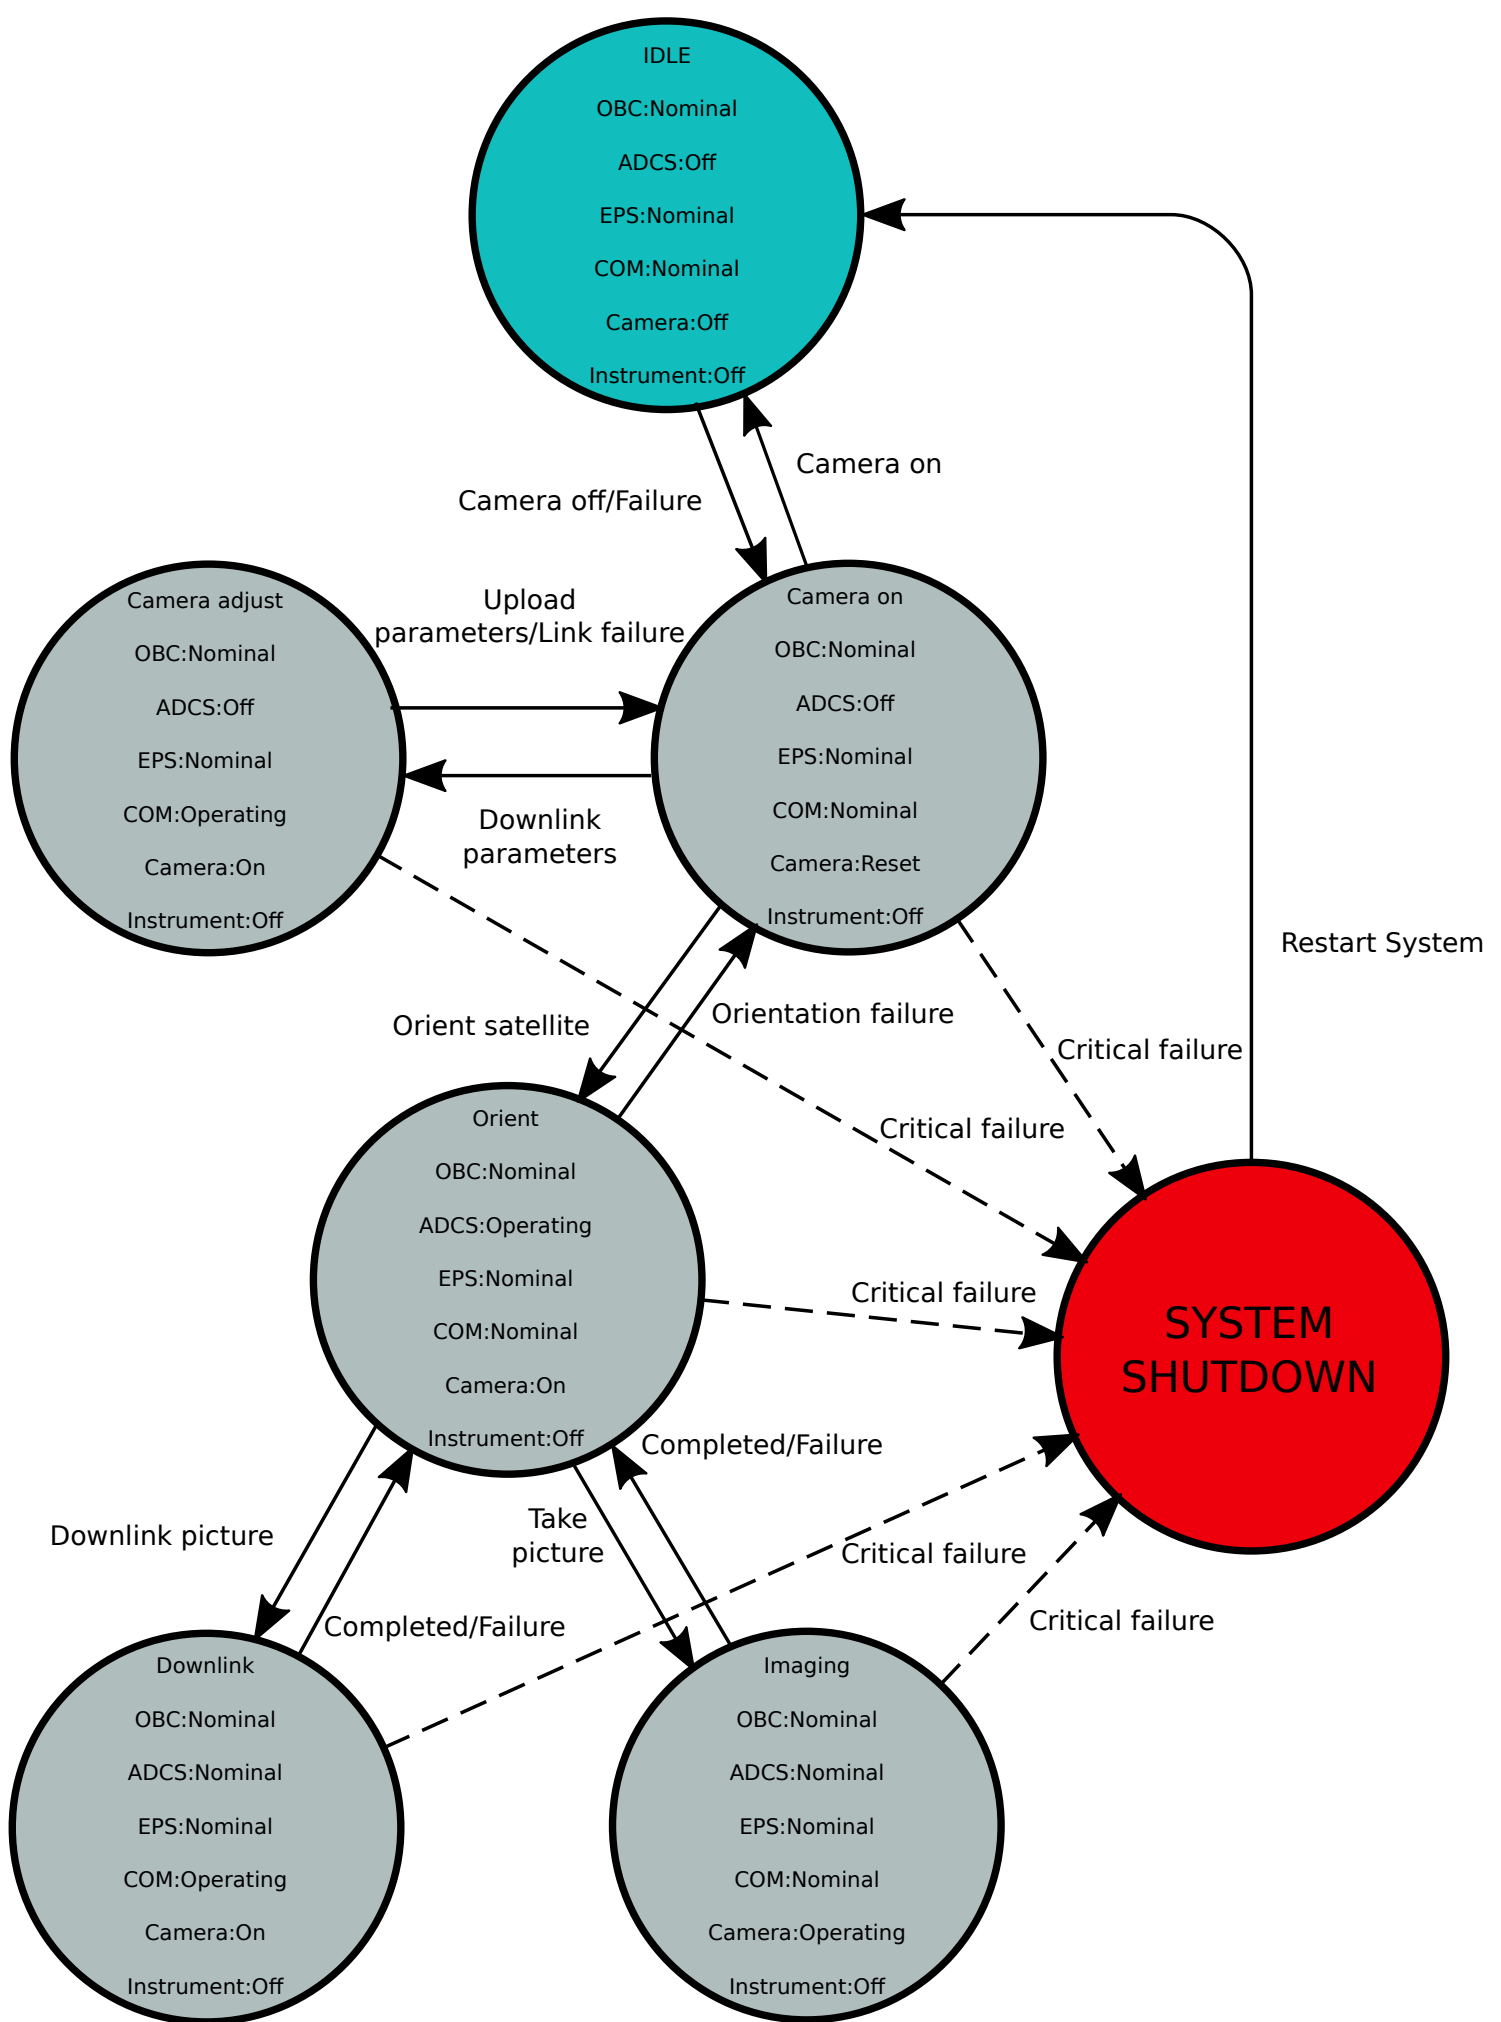 IDLE
OBC:Nominal
ADCS:Off
EPS:Nominal
COM:Nominal
Camera:Off
Instrument:Off
Camera on
Camera off/Failure
Camera adjust
OBC:Nominal
ADCS:Off
EPS:Nominal
COM:Operating
Camera:On
Instrument:Off
Upload
parameters/Link failure
Downlink
parameters
Camera on
OBC:Nominal
ADCS:Off
EPS:Nominal
COM:Nominal
Camera:Reset
Instrument:Off
Restart System
Orient satellite
Orientation failure
Critical failure
Critical failure
Orient
OBC:Nominal
ADCS:Operating
EPS:Nominal
COM:Nominal
Camera:On
Instrument:Off
Critical failure
SYSTEM
SHUTDOWN
Completed/Failure
Take
picture
Downlink picture
Critical failure
Completed/Failure
Critical failure
Downlink
OBC:Nominal
ADCS:Nominal
EPS:Nominal
COM:Operating
Camera:On
Instrument:Off
Imaging
OBC:Nominal
ADCS:Nominal
EPS:Nominal
COM:Nominal
Camera:Operating
Instrument:Off